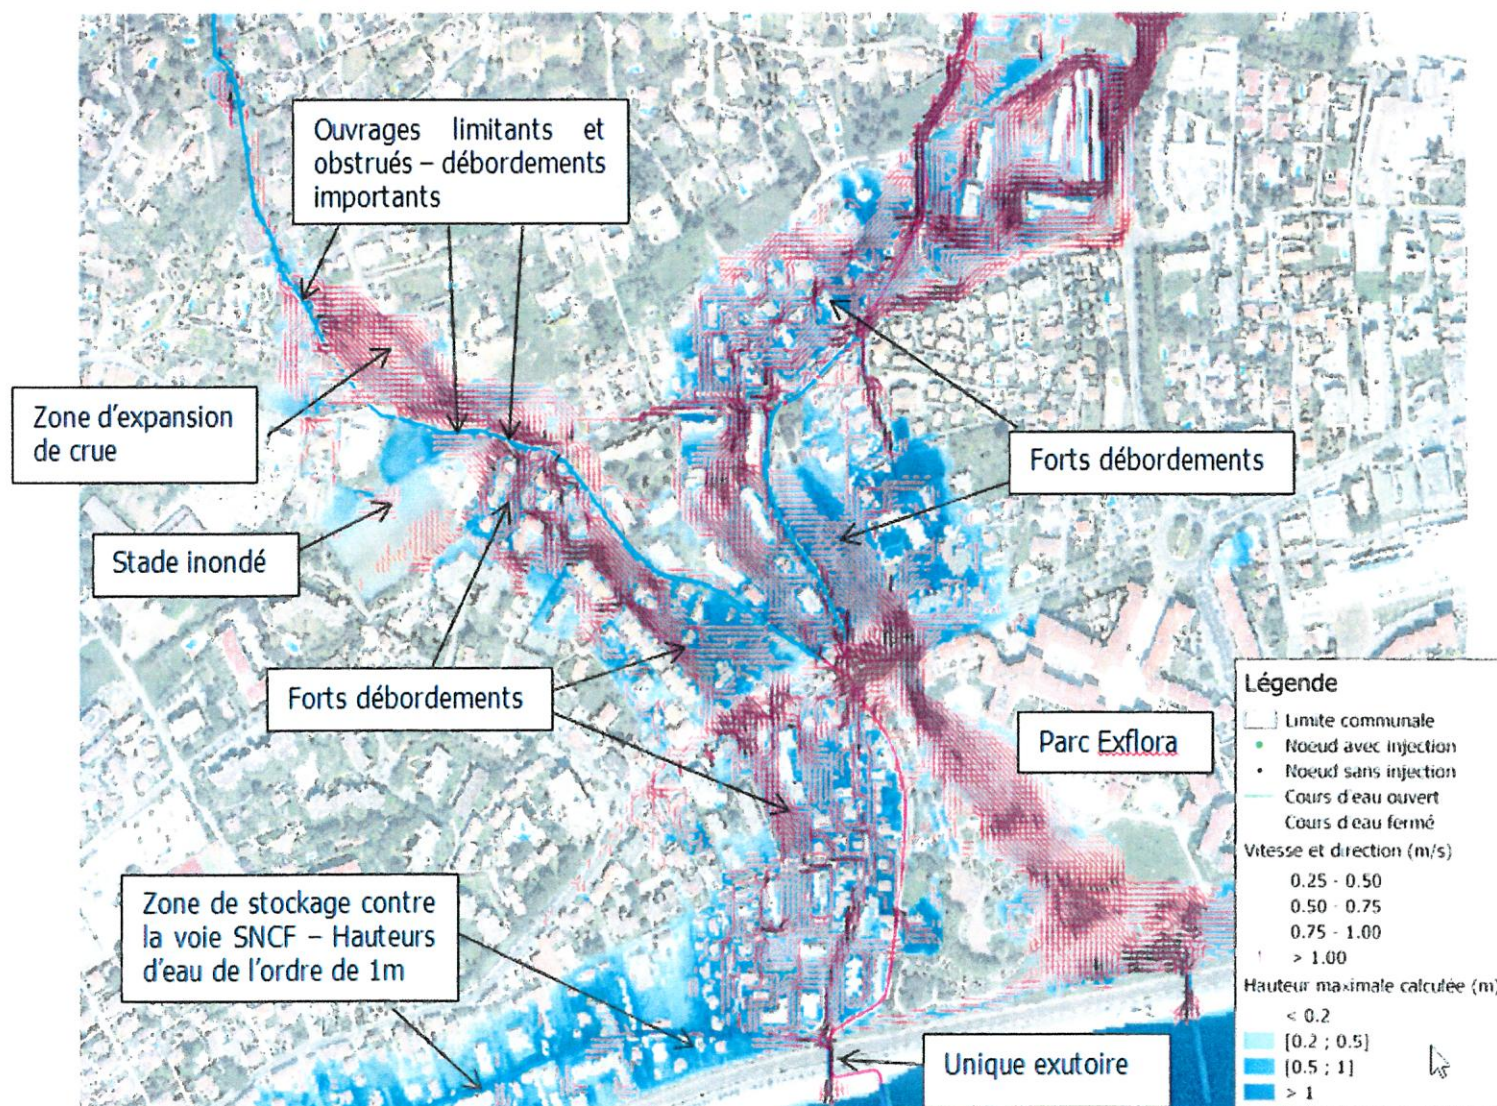 Ouvrages limitants et
obstrués – débordements
importants
Zone d'expansion
de crue
Forts débordements
Stade inondé
Forts débordements
Parc Exflora
Zone de stockage contre
la voie SNCF – Hauteurs
d'eau de l'ordre de 1m
Unique exutoire
Légende
Limite communale
Noeud avec injection
Noeud sans injection
Cours d'eau ouvert
Cours d'eau fermé
Vitesse et direction (m/s)
0.25 - 0.50
0.50 - 0.75
0.75 - 1.00
> 1.00
Hauteur maximale calculée (m)
< 0.2
[0.2 ; 0.5]
[0.5 ; 1]
> 1